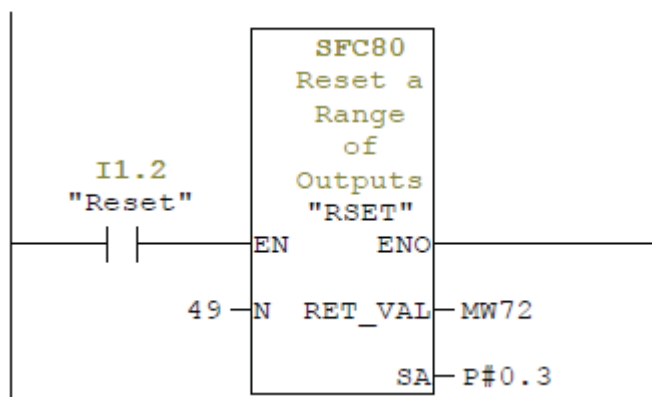 SFC80
Reset a
Range
of
Outputs
"RSET"
I1.2
"Reset"
EN ENO
49 N RET_VAL MW72
SA P#0.3